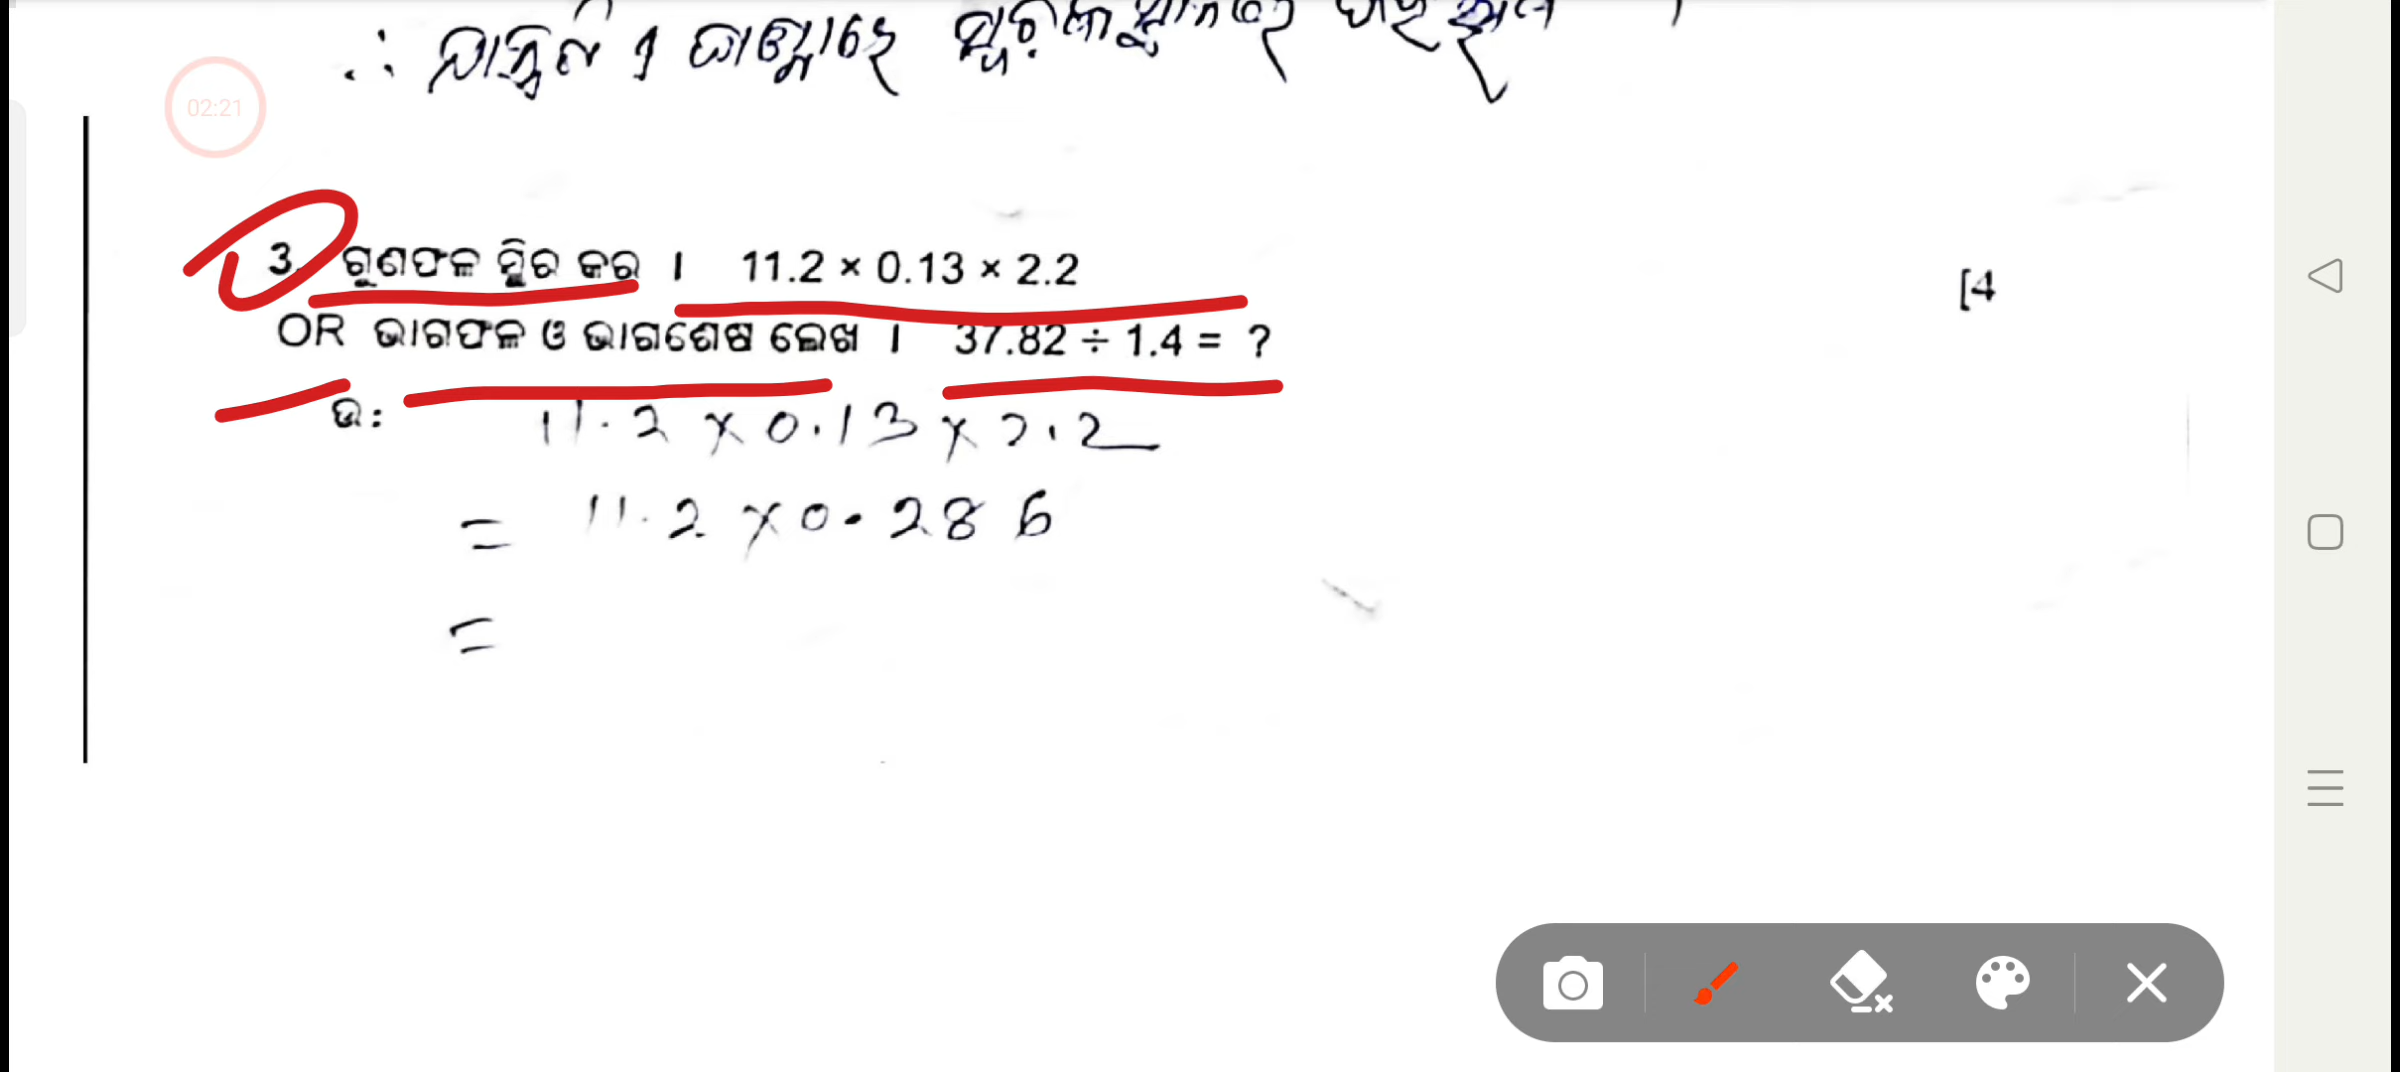 02:21
3. ଗୁଣଫଳ ସ୍ଥିର କର । 11.2 × 0.13 × 2.2 [4
OR ଭାଗଫଳ ଓ ଭାଗଶେଷ ଲେଖ । 37.82 ÷ 1.4 = ?
ଉ: 11.2 × 0.13 × 2.2
= 11.2 × 0.286
=